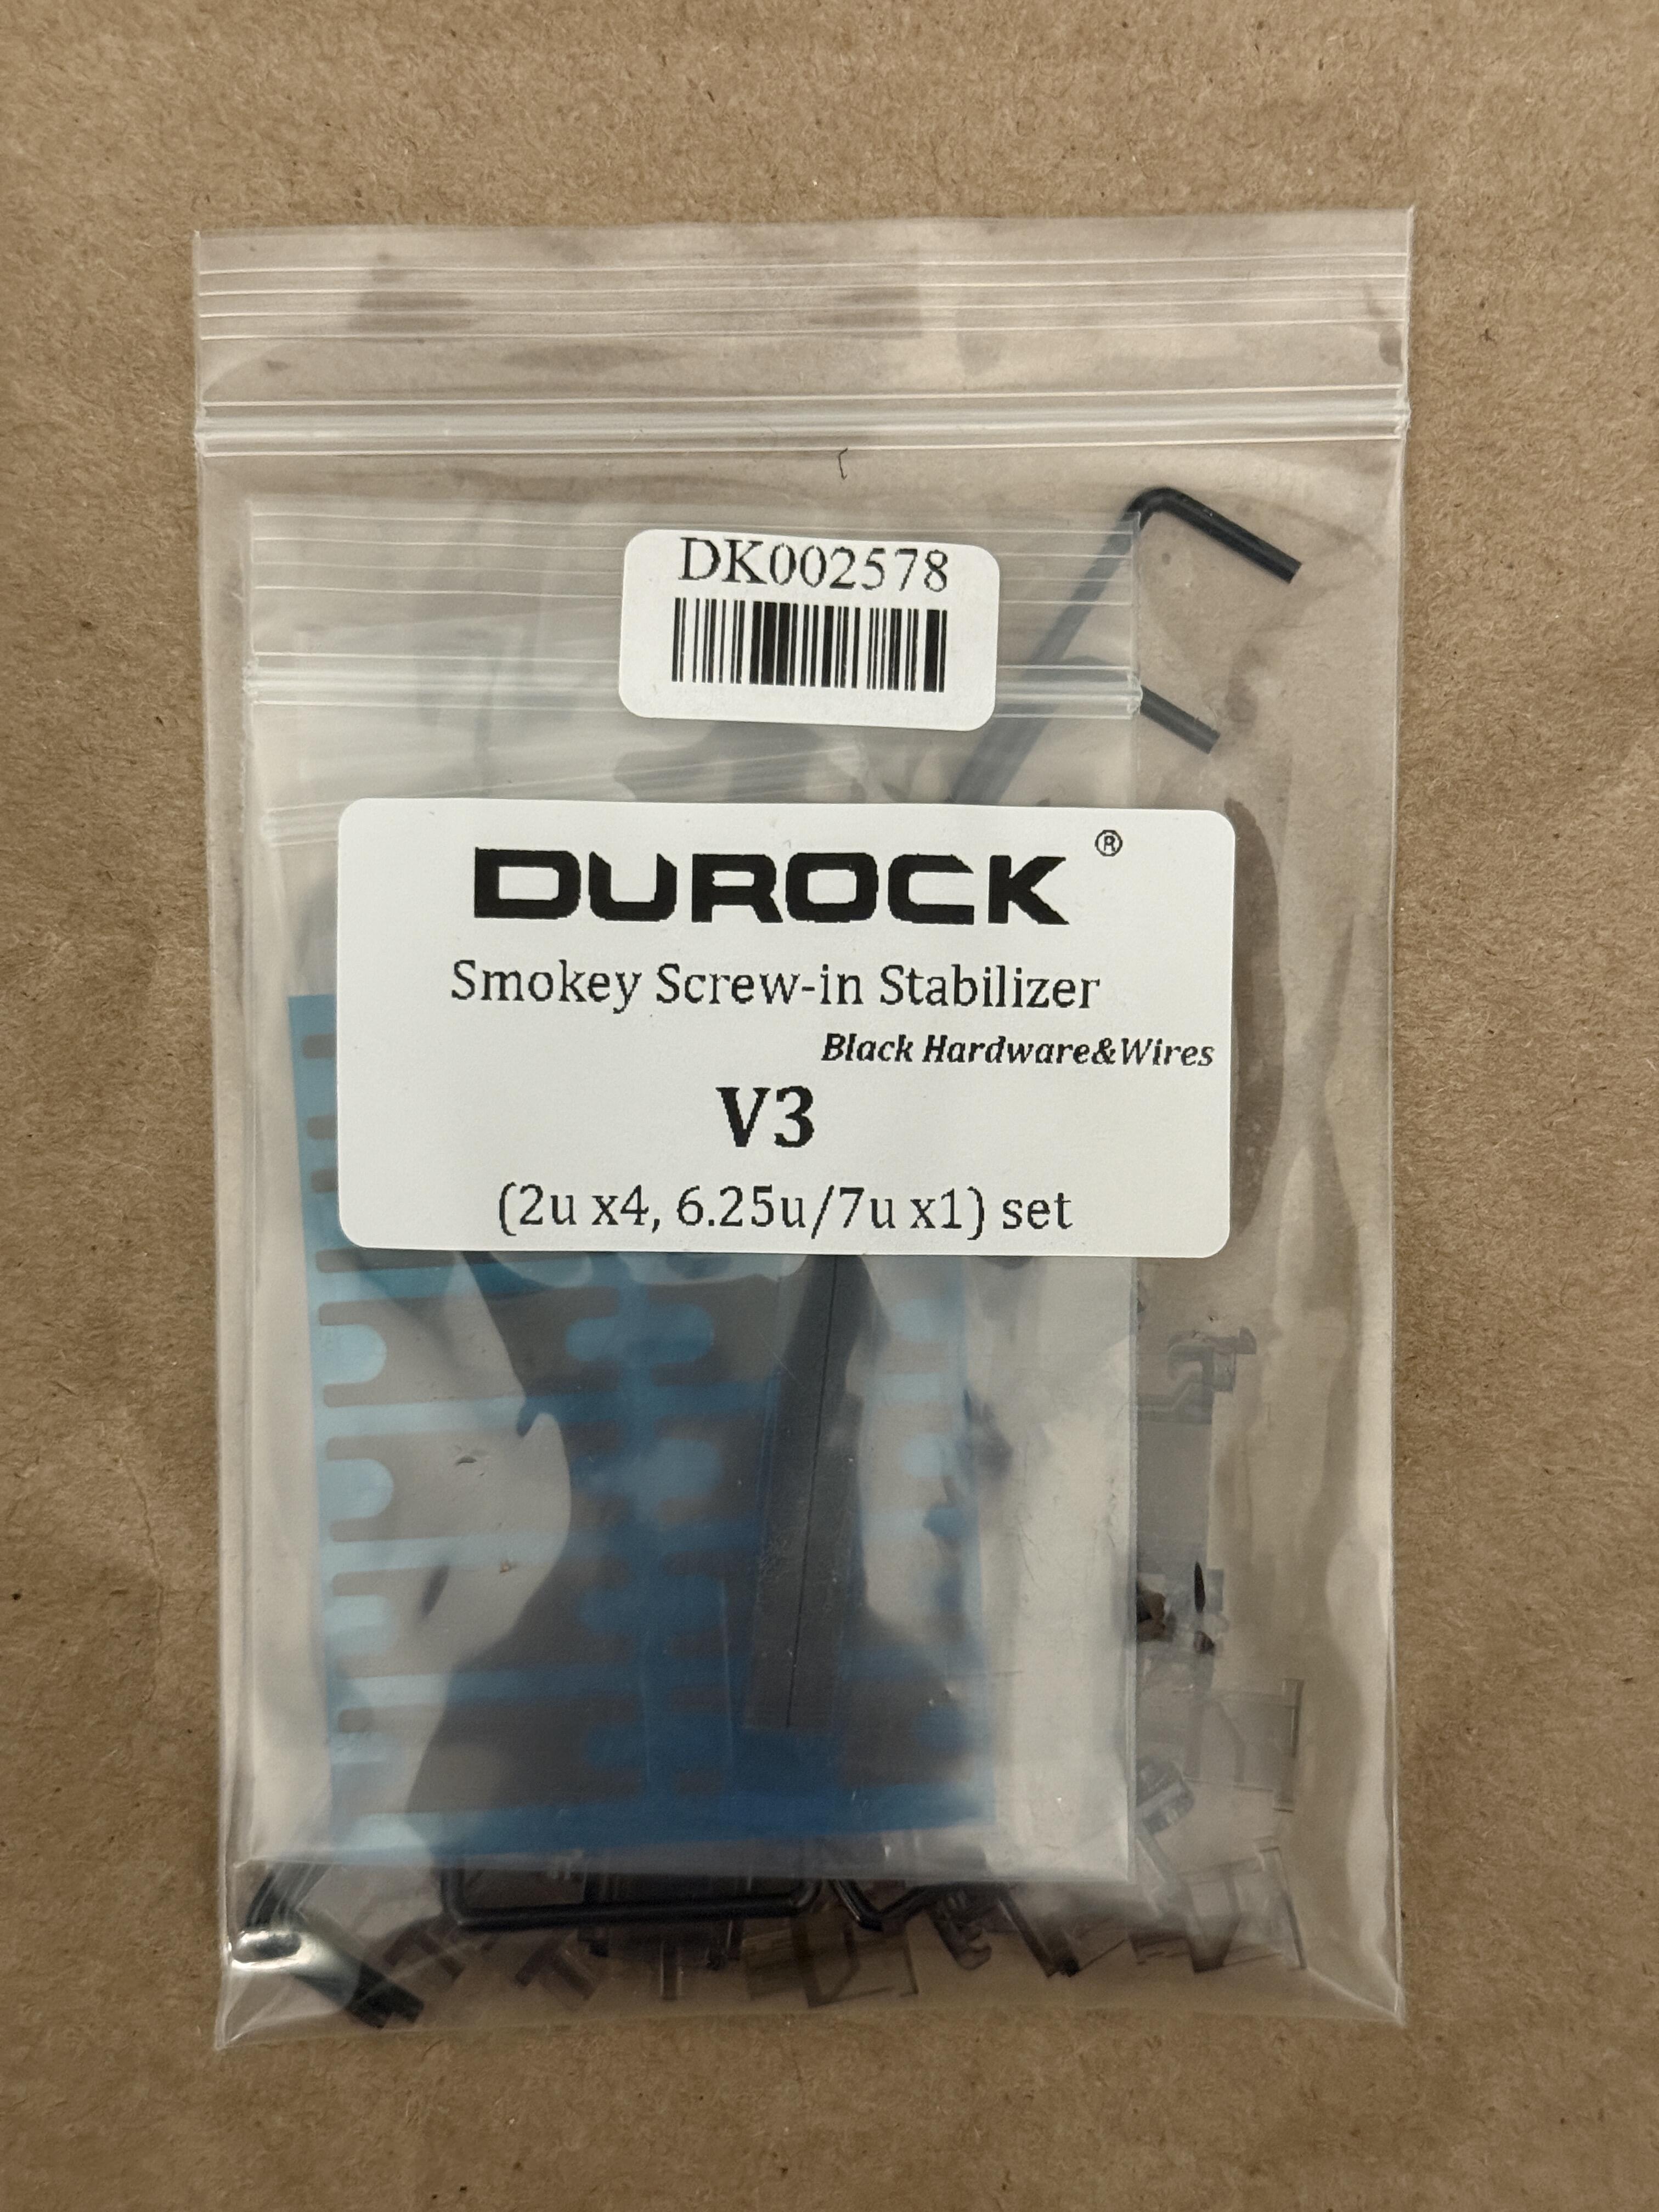 DK002578
DUROCK ®
Smokey Screw-in Stabilizer
Black Hardware&Wires
V3
(2u x4, 6.25u/7u x1) set